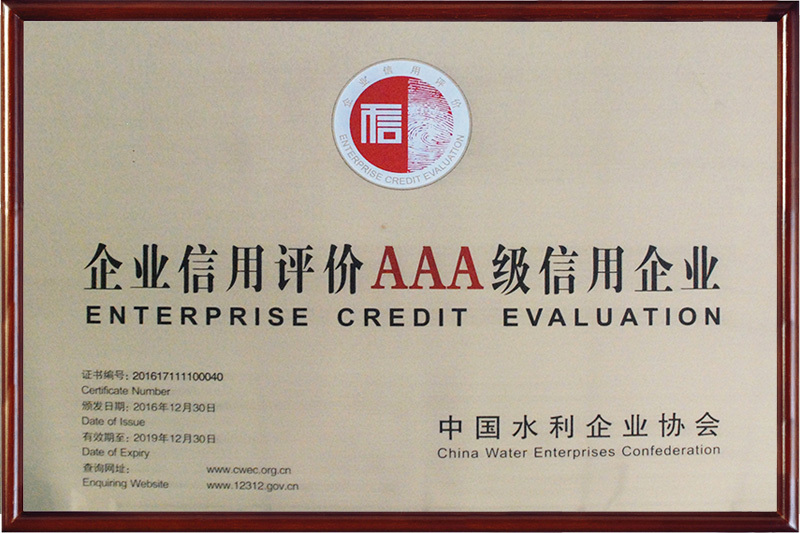 企业信用评价
信
ENTERPRISE CREDIT EVALUATION
企业信用评价AAA级信用企业
ENTERPRISE CREDIT EVALUATION
证书编号: 201617111100040
Certificate Number
颁发日期: 2016年12月30日
Date of Issue
有效期至: 2019年12月30日
Date of Expiry
查询网址: www.cwec.org.cn
Enquiring Website www.12312.gov.cn
中国水利企业协会
China Water Enterprises Confederation